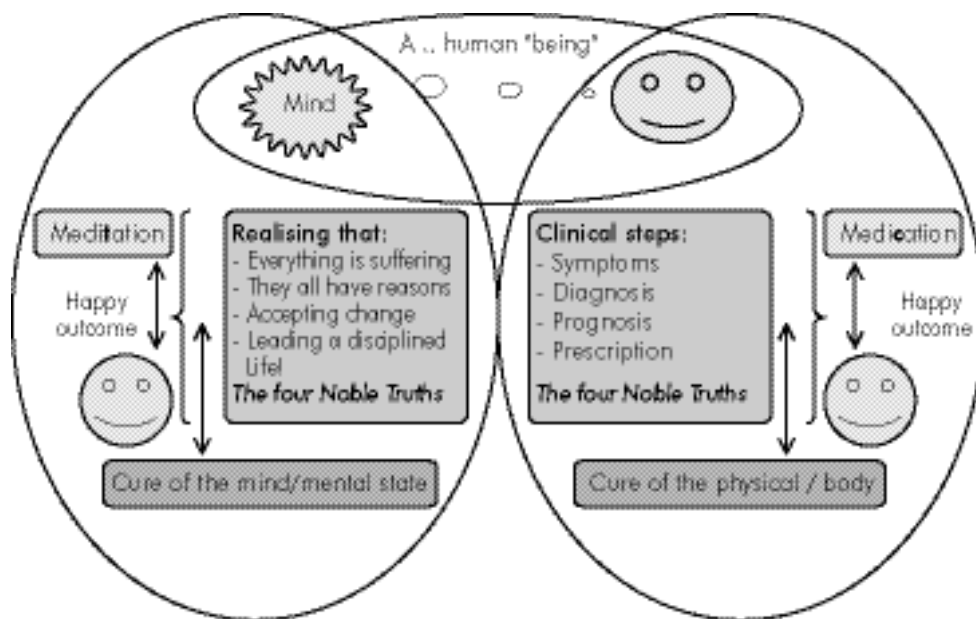 A .. human "being"
Mind
Meditation
Happy
outcome
Realising that:
- Everything is suffering
- They all have reasons
- Accepting change
- Leading a disciplined
Life!
The four Noble Truths
Cure of the mind/mental state
Clinical steps:
- Symptoms
- Diagnosis
- Prognosis
- Prescription
The four Noble Truths
Medication
Happy
outcome
Cure of the physical / body